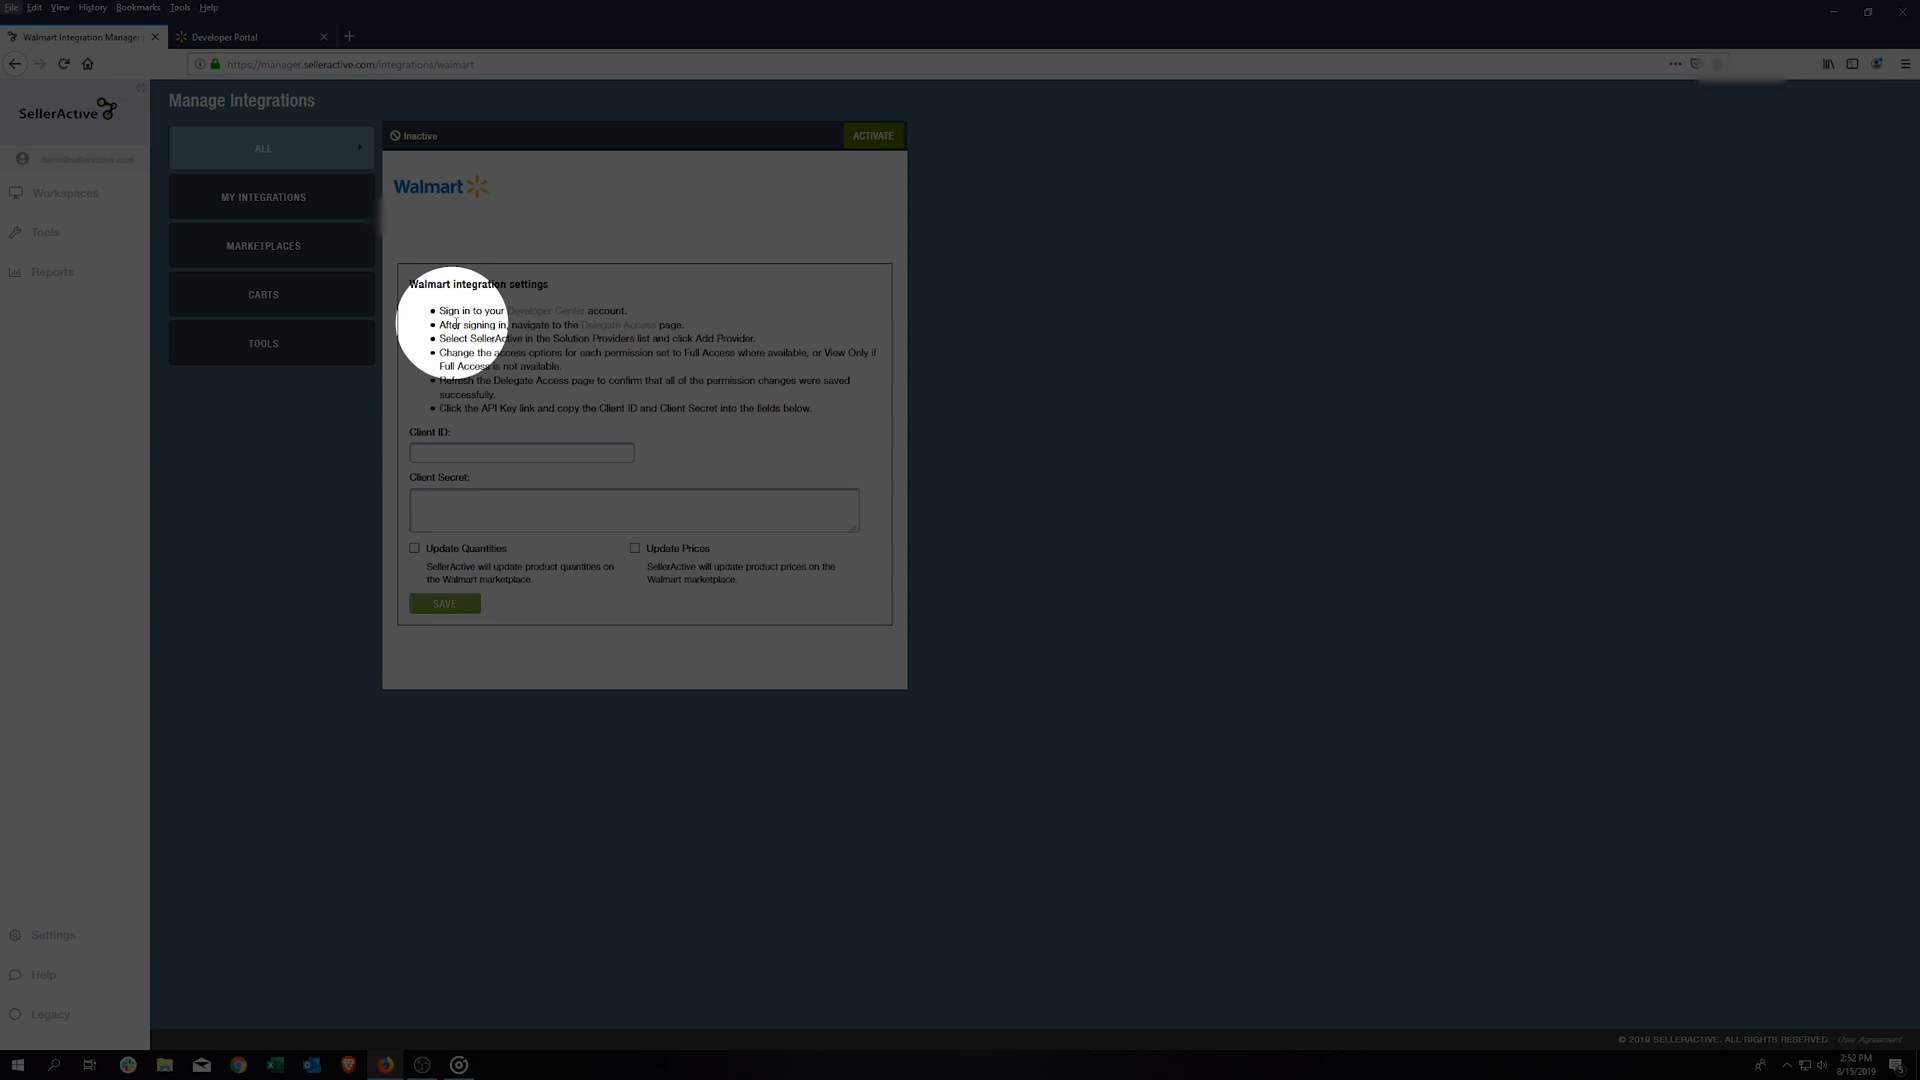 File Edit View History Bookmarks Tools Help
Walmart Integration Manager
Developer Portal
https://manager.selleractive.com/integrations/walmart
SellerActive
demo@selleractive.com
Workspaces
Tools
Reports
Settings
Help
Legacy
Manage Integrations
ALL
MY INTEGRATIONS
MARKETPLACES
CARTS
TOOLS
Inactive
ACTIVATE
Walmart
Walmart integration settings
• Sign in to your Developer Center account.
• After signing in, navigate to the Delegate Access page.
• Select SellerActive in the Solution Providers list and click Add Provider.
• Change the access options for each permission set to Full Access where available, or View Only if
Full Access is not available.
• Refresh the Delegate Access page to confirm that all of the permission changes were saved
successfully.
• Click the API Key link and copy the Client ID and Client Secret into the fields below.
Client ID:
Client Secret:
Update Quantities
SellerActive will update product quantities on
the Walmart marketplace.
Update Prices
SellerActive will update product prices on the
Walmart marketplace.
SAVE
© 2019 SELLERACTIVE. ALL RIGHTS RESERVED. User Agreement
2:52 PM
8/15/2019